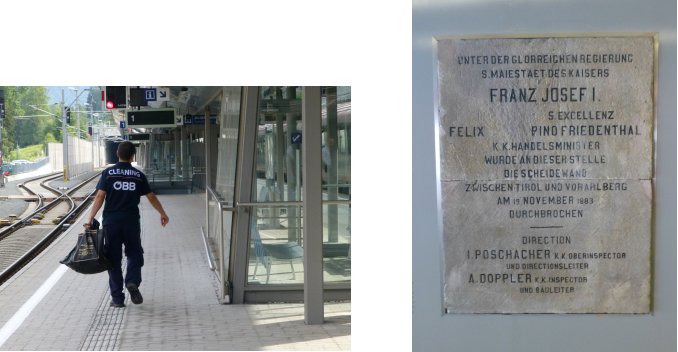 1
CLEANING
ÖBB
UNTER DER GLORREICHEN REGIERUNG
S. MAIESTAET DES KAISERS
FRANZ JOSEF I.
S. EXCELLENZ
FELIX PINO FRIEDENTHAL
K.K. HANDELSMINISTER
WURDE AN DIESER STELLE
DIE SCHEIDEWAND
ZWISCHEN TIROL UND VORARLBERG
AM 19. NOVEMBER 1883
DURCHBROCHEN
DIRECTION
I. POSCHACHER K.K. OBERINSPECTOR
UND DIRECTIONSLEITER
A. DOPPLER K.K. INSPECTOR
UND BAULEITER